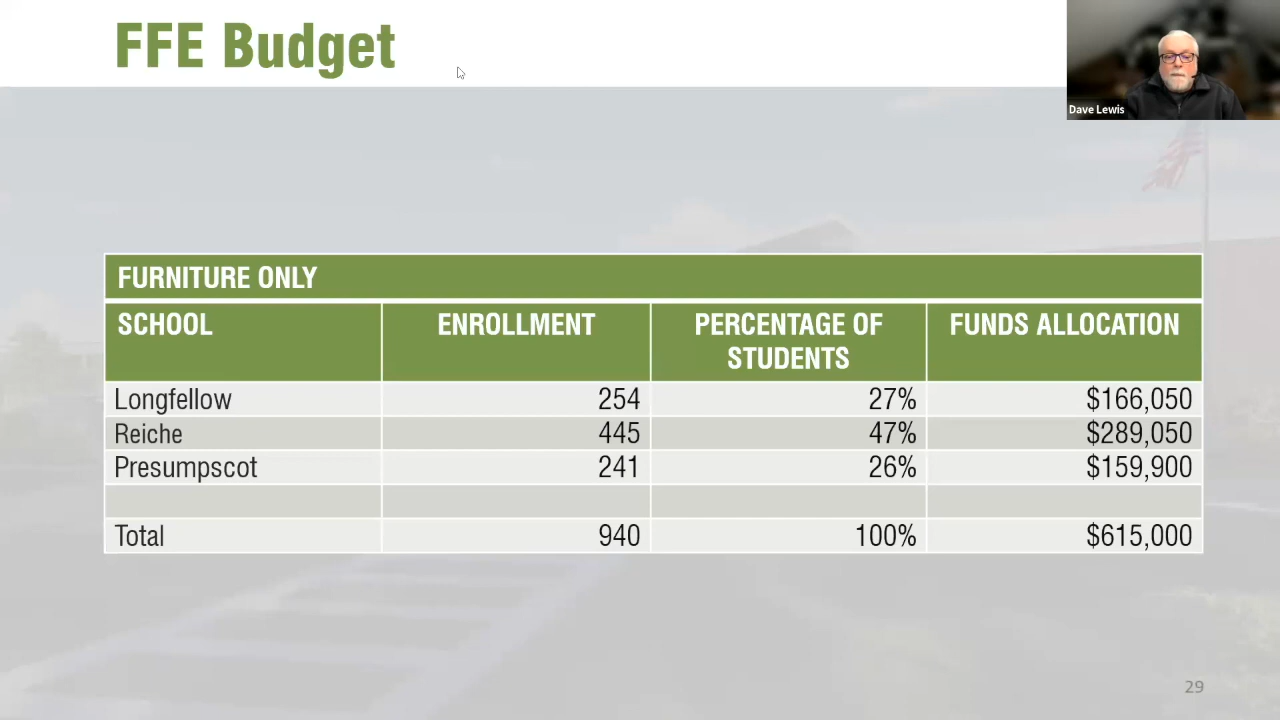 FFE Budget
Dave Lewis
FURNITURE ONLY
SCHOOL ENROLLMENT PERCENTAGE OF STUDENTS FUNDS ALLOCATION
Longfellow 254 27% $166,050
Reiche 445 47% $289,050
Presumpscot 241 26% $159,900
Total 940 100% $615,000
29